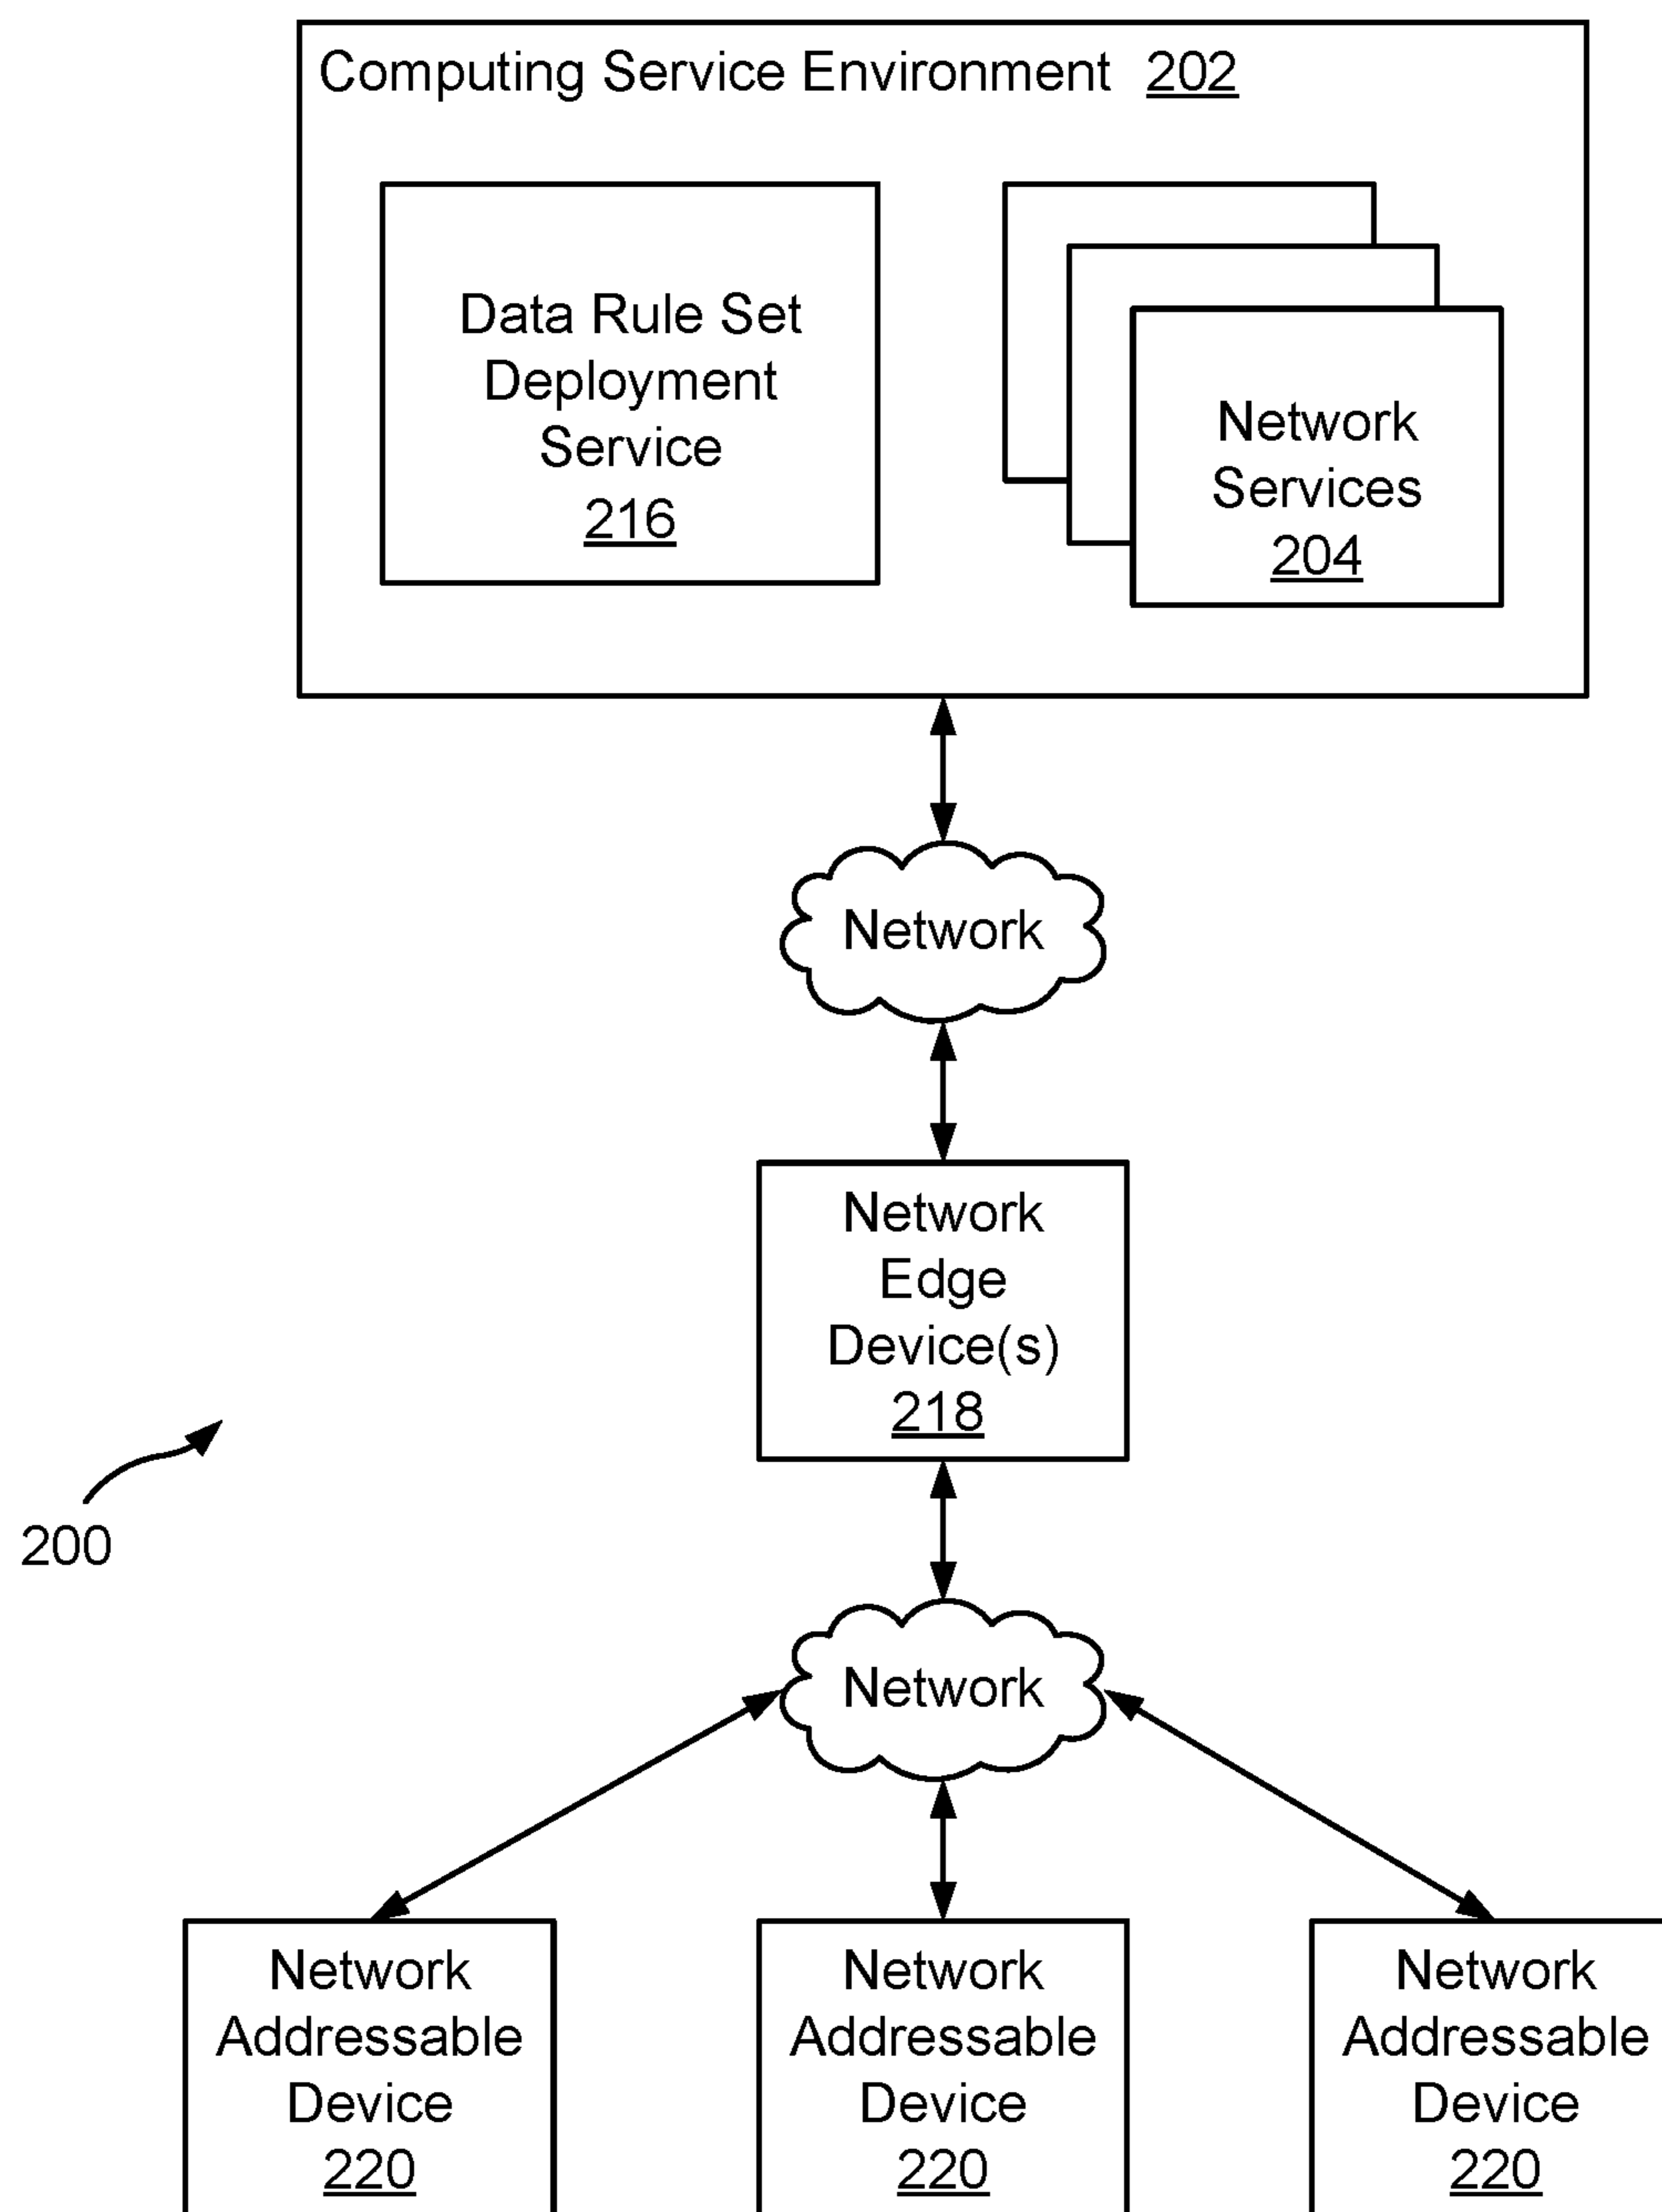 Computing Service Environment 202
Data Rule Set
Deployment
Service
216
Network
Services
204
Network
Network
Edge
Device(s)
218
200
Network
Network
Addressable
Device
220
Network
Addressable
Device
220
Network
Addressable
Device
220